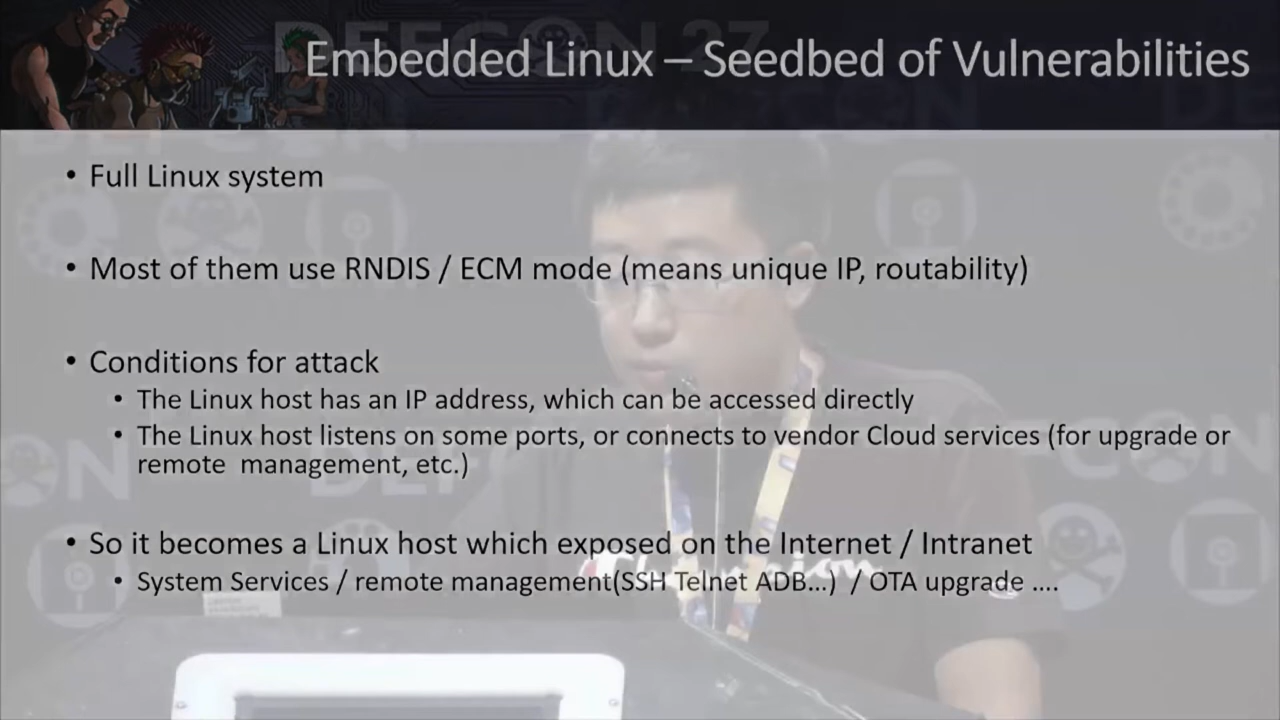 DEFCON 27
Embedded Linux – Seedbed of Vulnerabilities
• Full Linux system
• Most of them use RNDIS / ECM mode (means unique IP, routability)
• Conditions for attack
• The Linux host has an IP address, which can be accessed directly
• The Linux host listens on some ports, or connects to vendor Cloud services (for upgrade or
remote  management, etc.)
• So it becomes a Linux host which exposed on the Internet / Intranet
• System Services / remote management(SSH Telnet ADB...)  / OTA upgrade ....
Champion